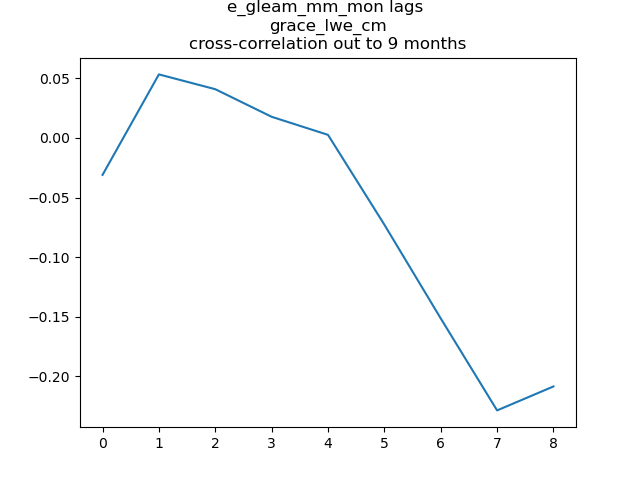 e_gleam_mm_mon lags
grace_lwe_cm
cross-correlation out to 9 months
0.05
0.00
−0.05
−0.10
−0.15
−0.20
0 1 2 3 4 5 6 7 8